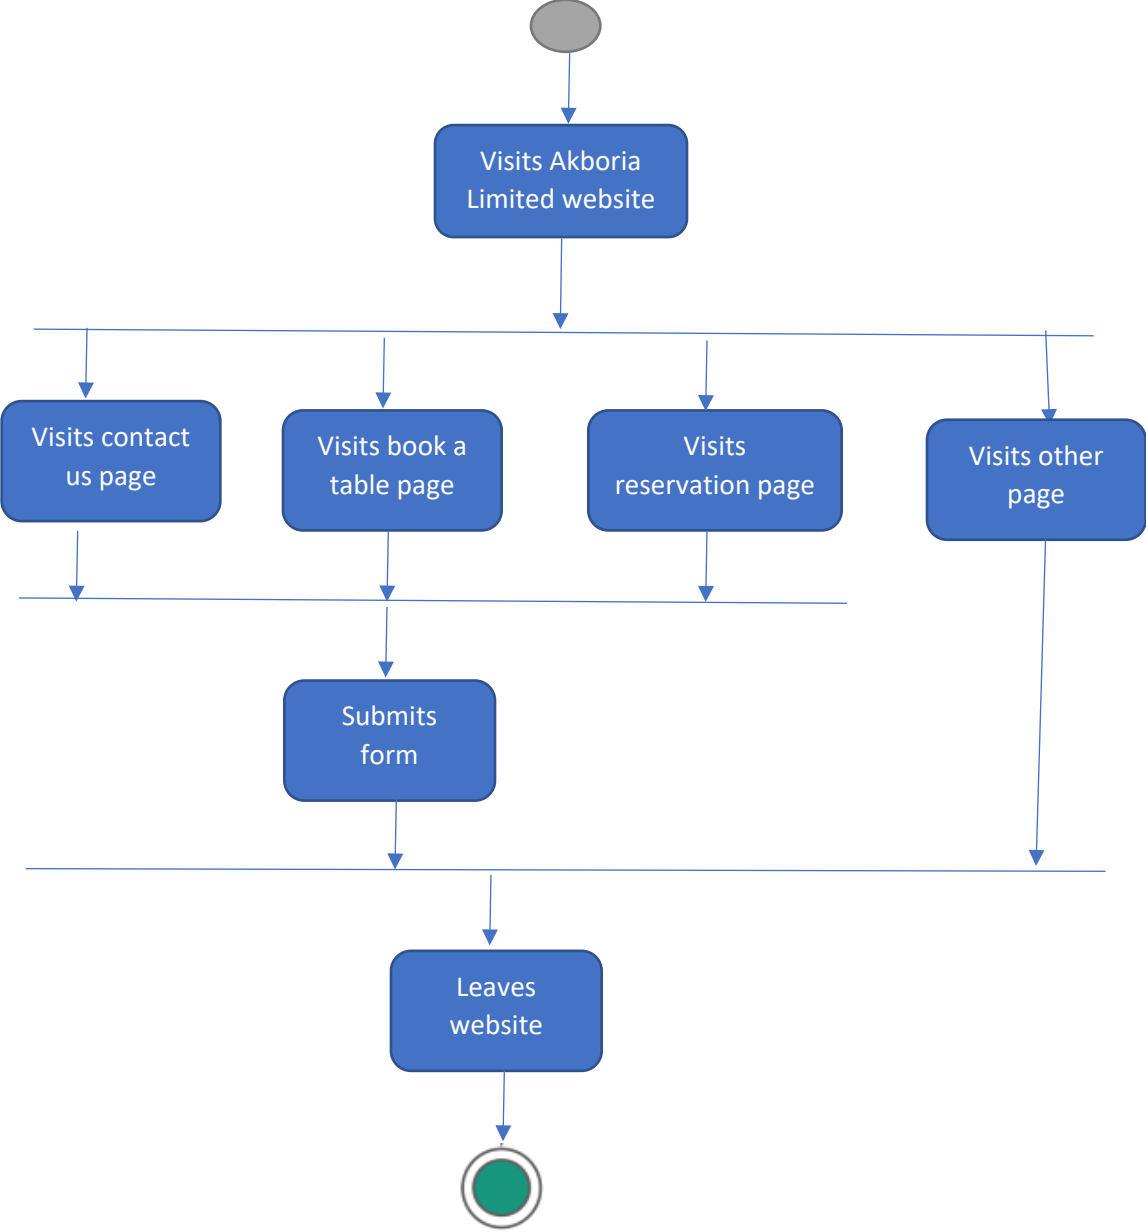 Visits Akboria
Limited website
Visits contact
us page
Visits book a
table page
Visits
reservation page
Visits other
page
Submits
form
Leaves
website